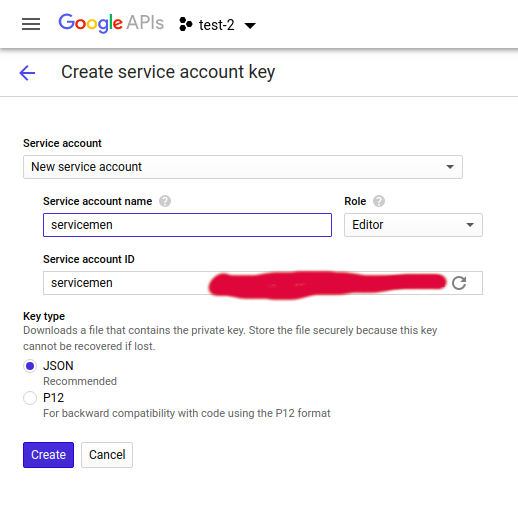 Google APIs test-2
Create service account key
Service account
New service account
Service account name Role
servicemen Editor
Service account ID
servicemen
Key type
Downloads a file that contains the private key. Store the file securely because this key
cannot be recovered if lost.
JSON
Recommended
P12
For backward compatibility with code using the P12 format
Create Cancel